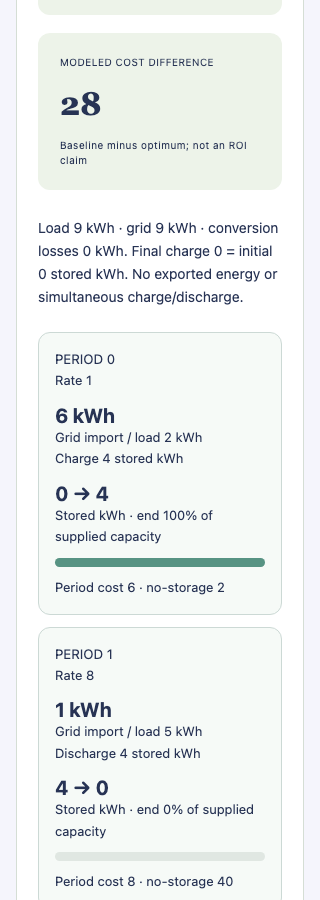 MODELED COST DIFFERENCE
28
Baseline minus optimum; not an ROI
claim
Load 9 kWh · grid 9 kWh · conversion
losses 0 kWh. Final charge 0 = initial
0 stored kWh. No exported energy or
simultaneous charge/discharge.
PERIOD 0
Rate 1
6 kWh
Grid import / load 2 kWh
Charge 4 stored kWh
0 → 4
Stored kWh · end 100% of
supplied capacity
Period cost 6 · no-storage 2
PERIOD 1
Rate 8
1 kWh
Grid import / load 5 kWh
Discharge 4 stored kWh
4 → 0
Stored kWh · end 0% of supplied
capacity
Period cost 8 · no-storage 40